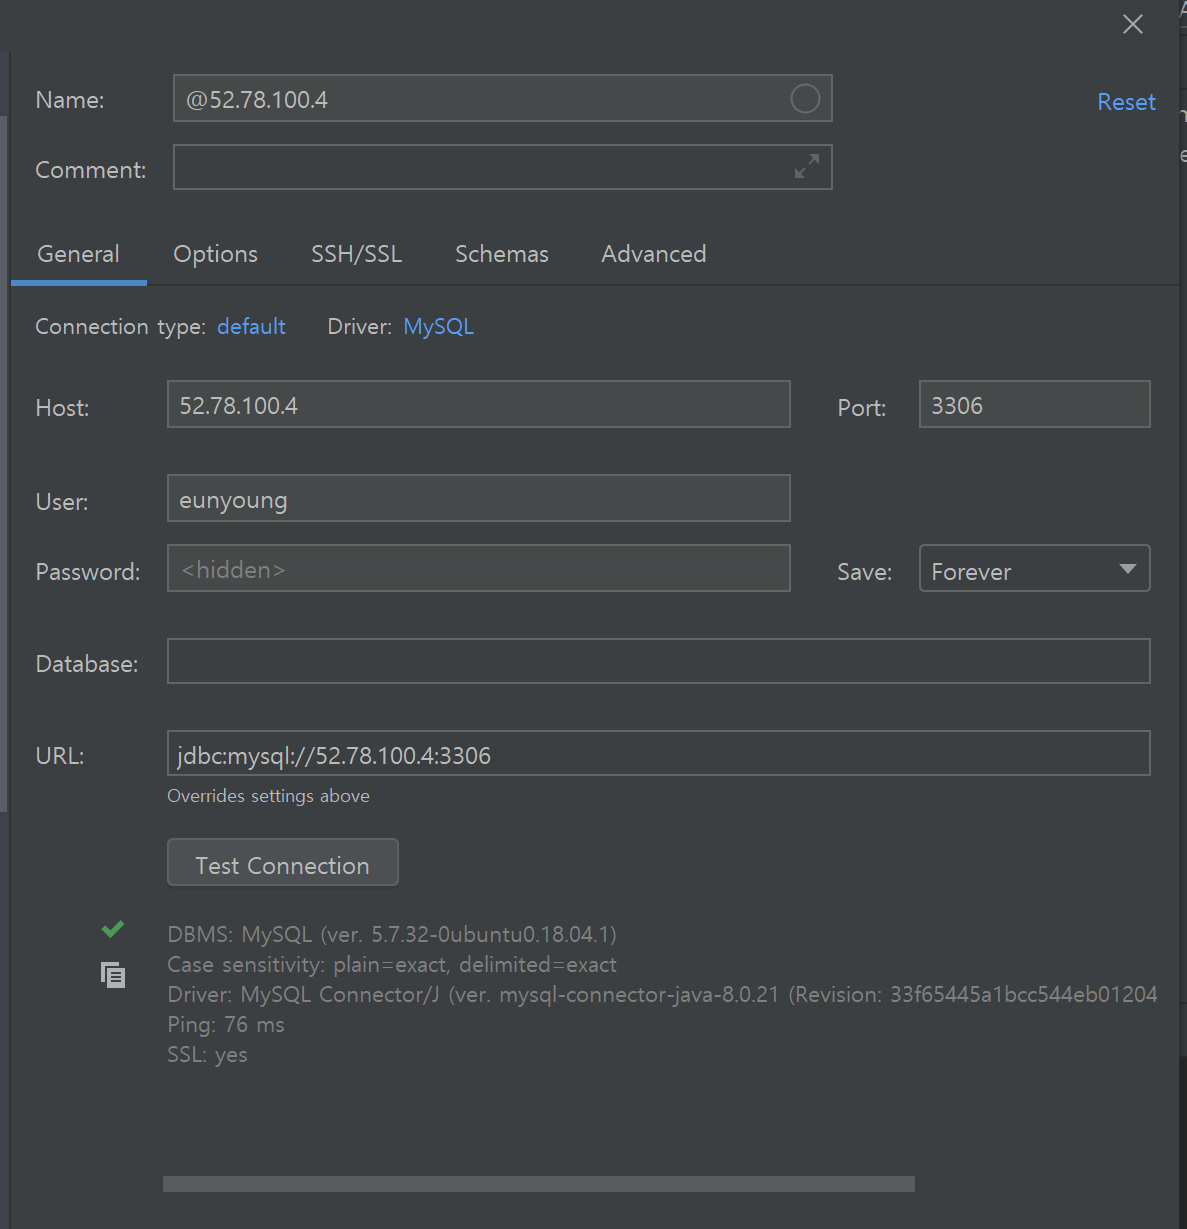 Name: @52.78.100.4 Reset
Comment:
General Options SSH/SSL Schemas Advanced
Connection type: default Driver: MySQL
Host: 52.78.100.4 Port: 3306
User: eunyoung
Password: <hidden> Save: Forever
Database:
URL: jdbc:mysql://52.78.100.4:3306
Overrides settings above
Test Connection
DBMS: MySQL (ver. 5.7.32-0ubuntu0.18.04.1)
Case sensitivity: plain=exact, delimited=exact
Driver: MySQL Connector/J (ver. mysql-connector-java-8.0.21 (Revision: 33f65445a1bcc544eb01204
Ping: 76 ms
SSL: yes